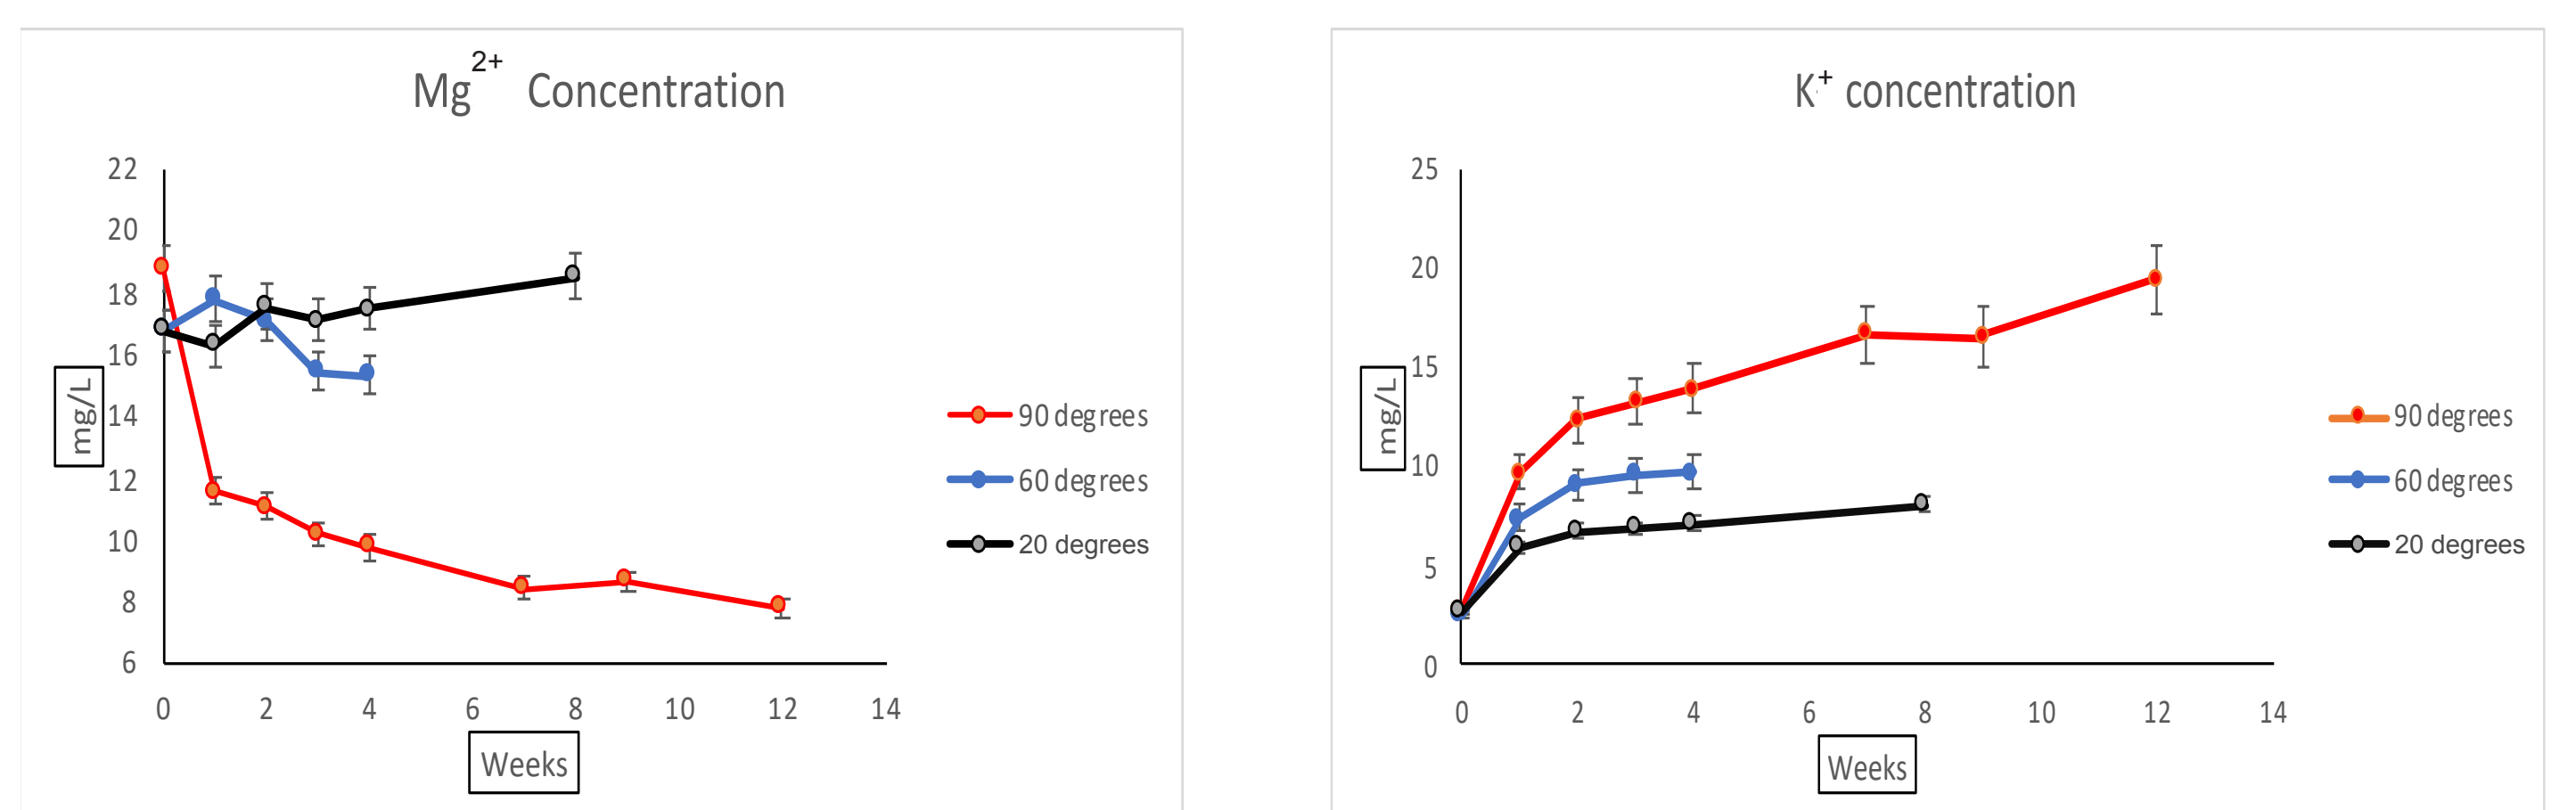 Mg2+ Concentration
22
20
18
16
14
12
10
8
6
mg/L
0 2 4 6 8 10 12 14
Weeks
90 degrees
60 degrees
20 degrees
K+ concentration
25
20
15
10
5
0
mg/L
0 2 4 6 8 10 12 14
Weeks
90 degrees
60 degrees
20 degrees